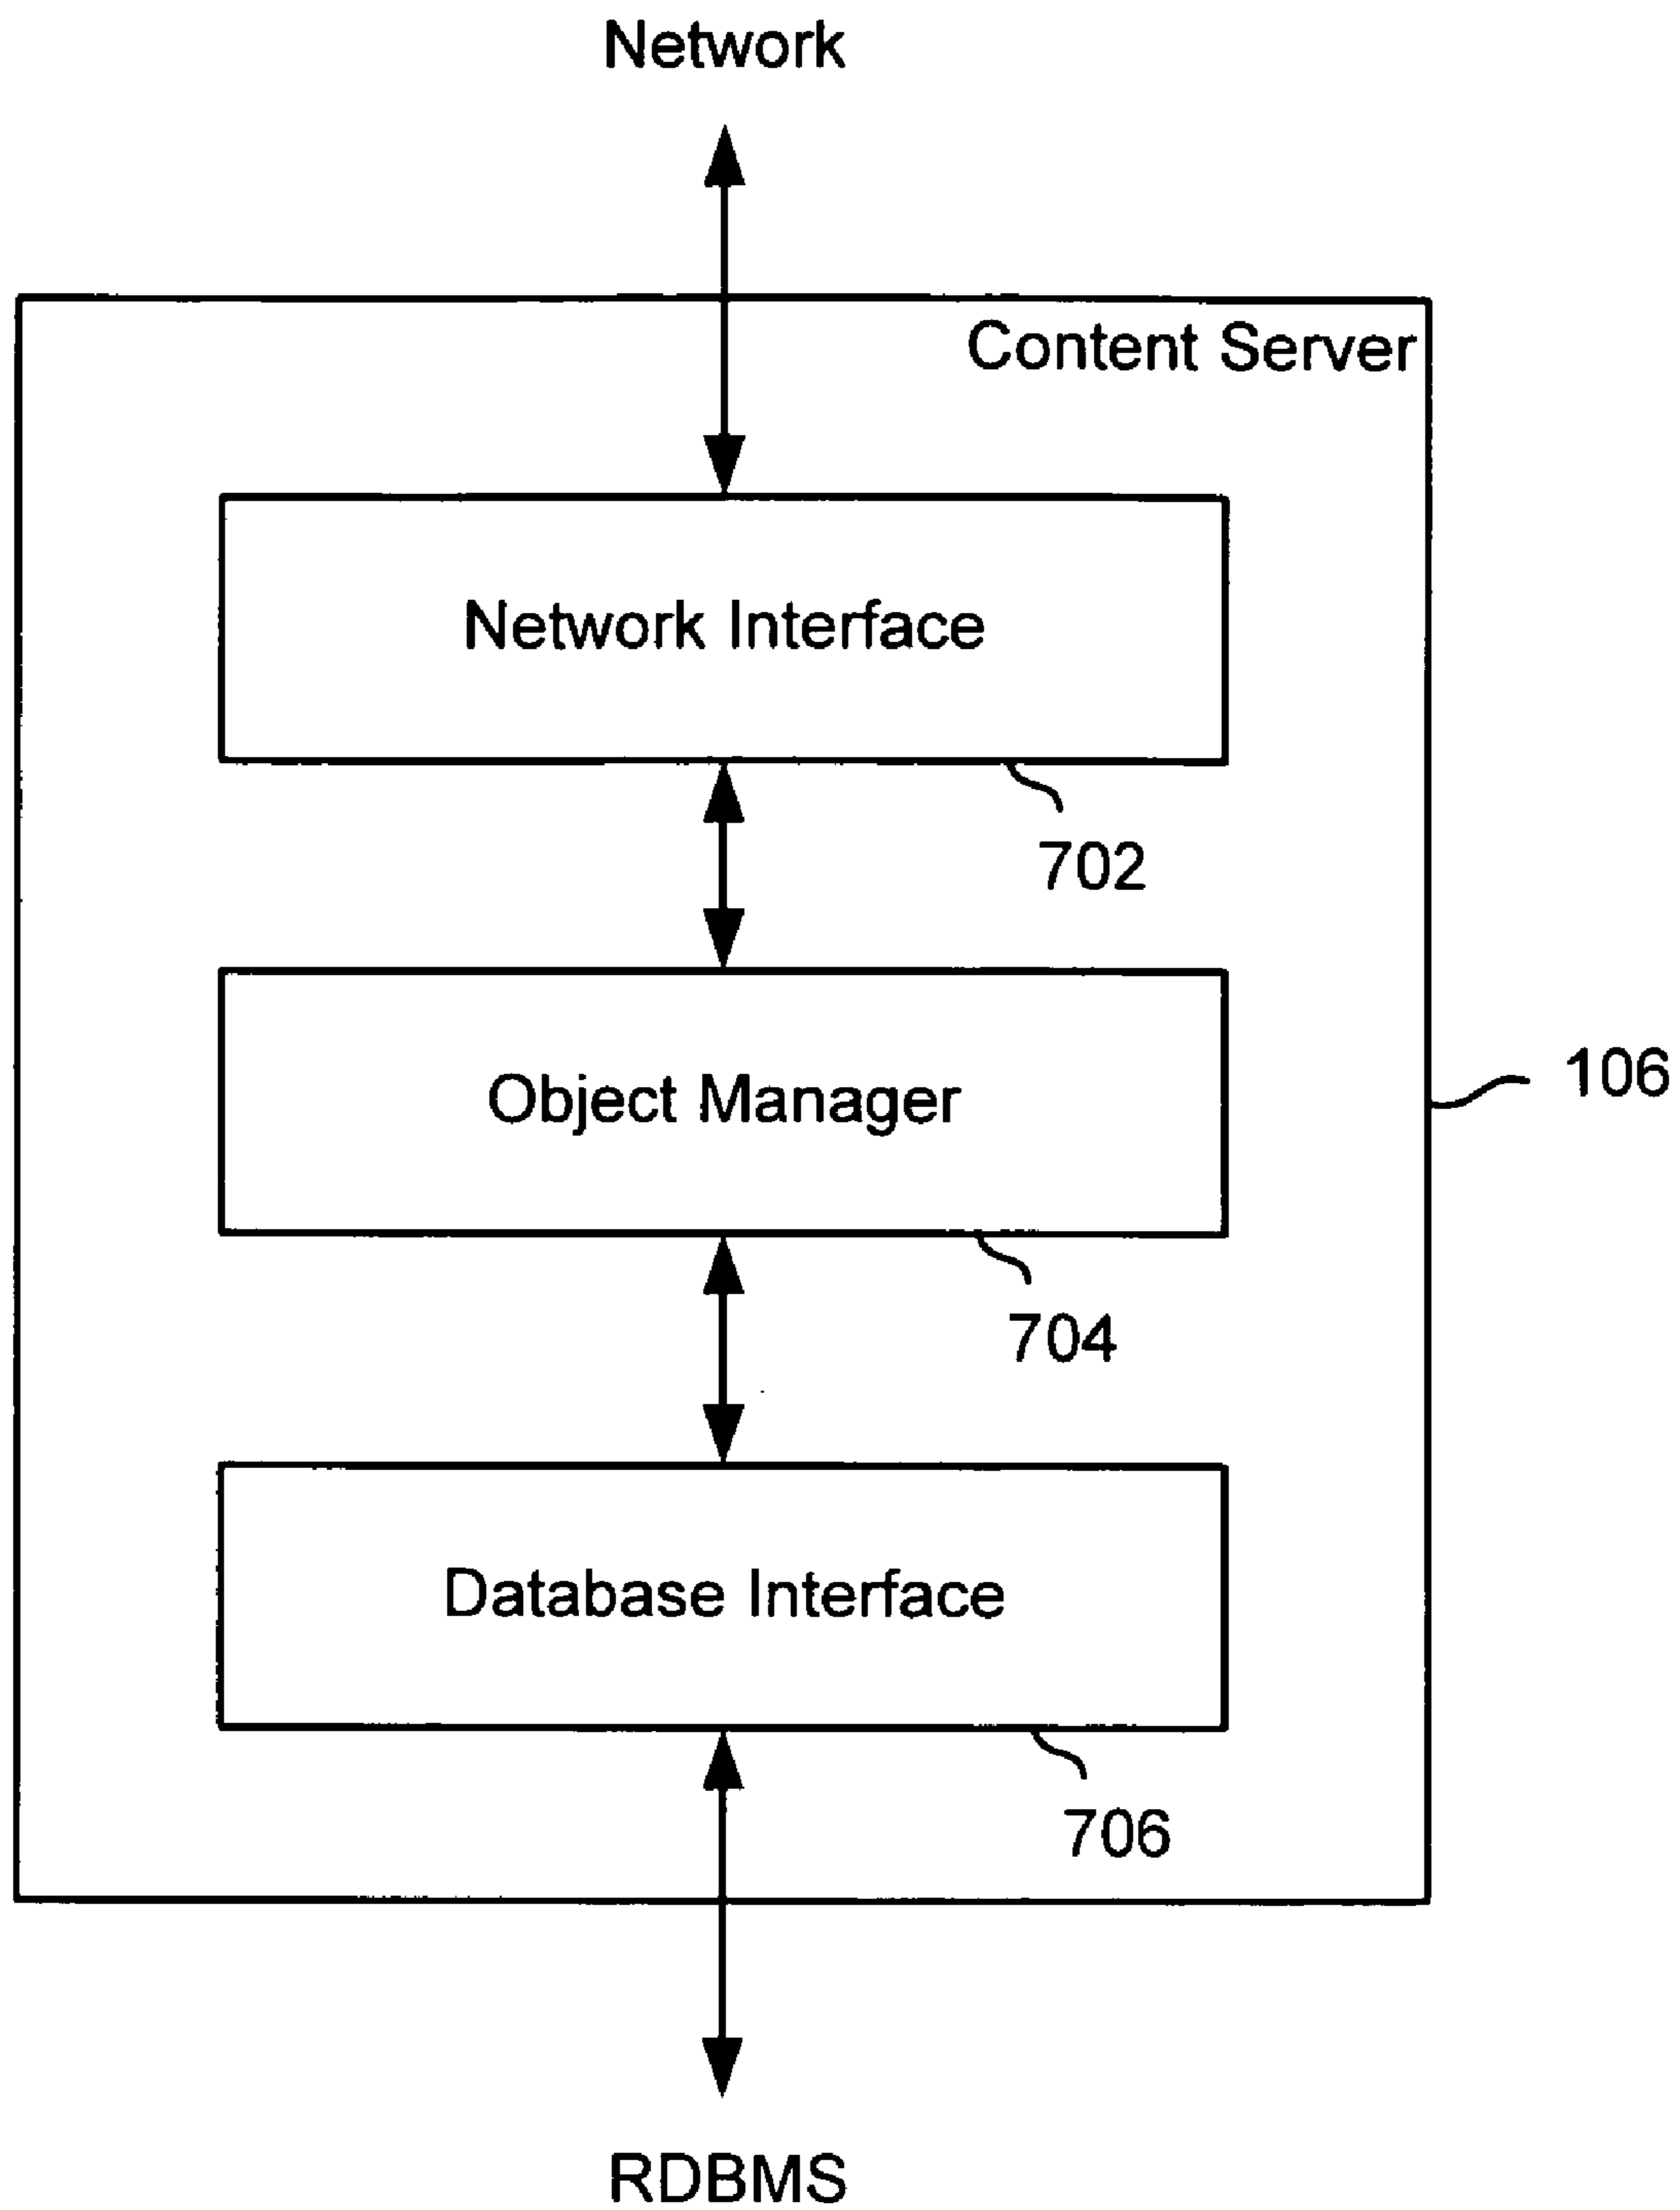 Network
Content Server
Network Interface
702
Object Manager
106
704
Database Interface
706
RDBMS